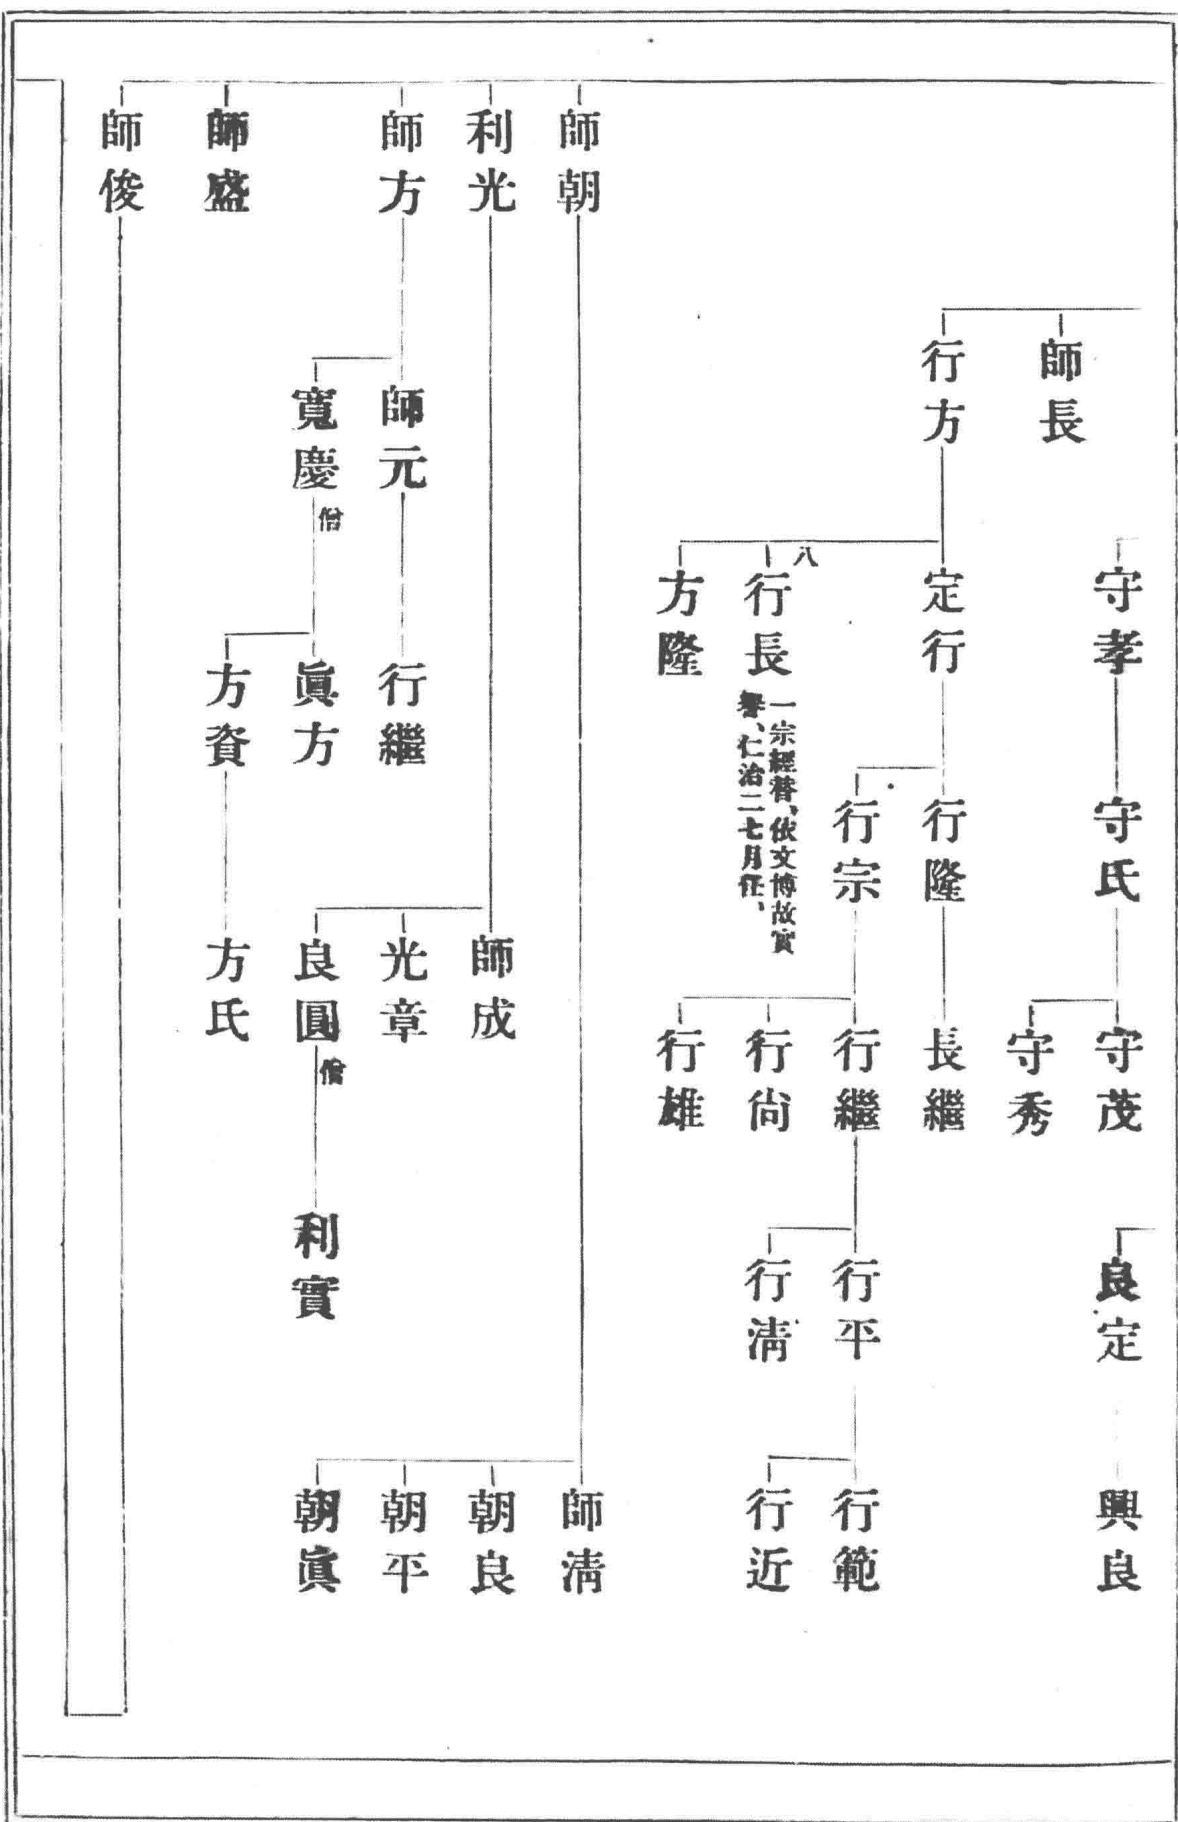 守孝
守氏
守茂
良定
興良
師長
守秀
行方
定行
行隆
長繼
行宗
行繼
行平
行範
八
行長
一宗經替、依文博故實
譽、仁治二七月任、
行尙
行淸
行近
方隆
行雄
師朝
師淸
利光
師成
朝良
師方
師元
行繼
光章
朝平
寬慶
僧
眞方
良圓
僧
利實
朝眞
師盛
方資
方氏
師俊